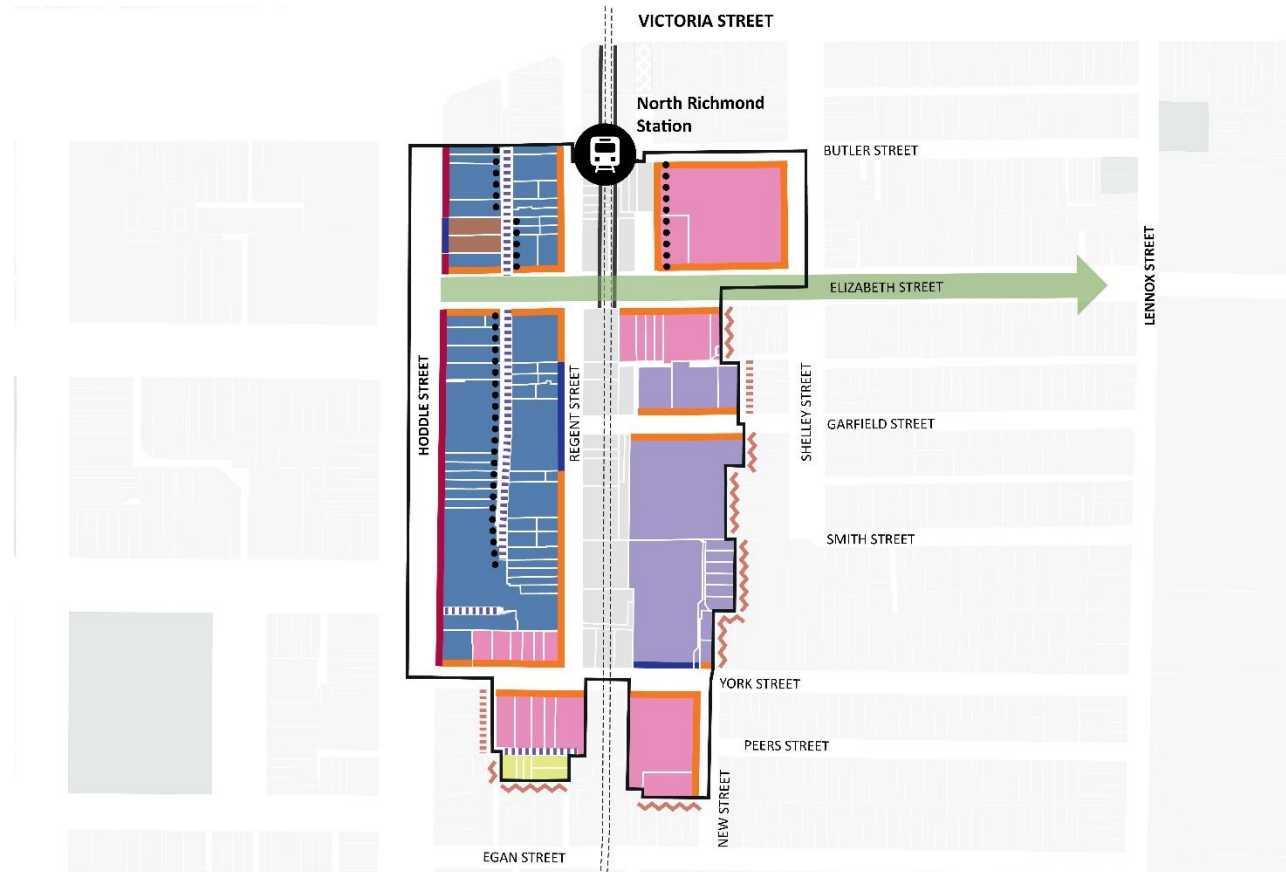 VICTORIA STREET
North Richmond
Station
BUTLER STREET
LENNOX STREET
ELIZABETH STREET
HODDLE STREET
REGENT STREET
SHELLEY STREET
GARFIELD STREET
SMITH STREET
YORK STREET
PEERS STREET
NEW STREET
EGAN STREET